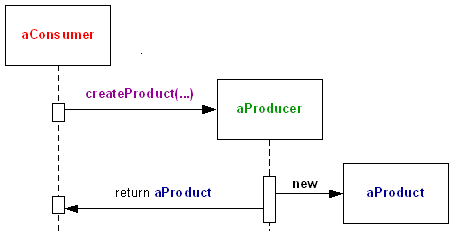 aConsumer
createProduct(...)
aProducer
return aProduct
new
aProduct